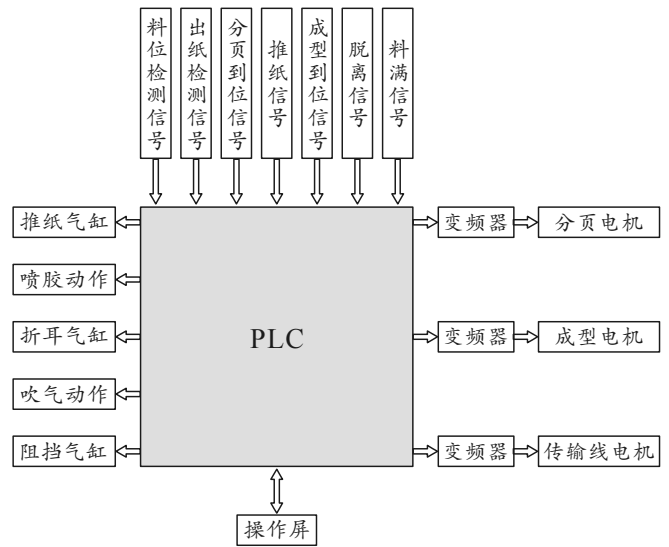 料位检测信号
出纸检测信号
分页到位信号
推纸信号
成型到位信号
脱离信号
料满信号
推纸气缸
喷胶动作
折耳气缸
吹气动作
阻挡气缸
PLC
变频器
分页电机
变频器
成型电机
变频器
传输线电机
操作屏